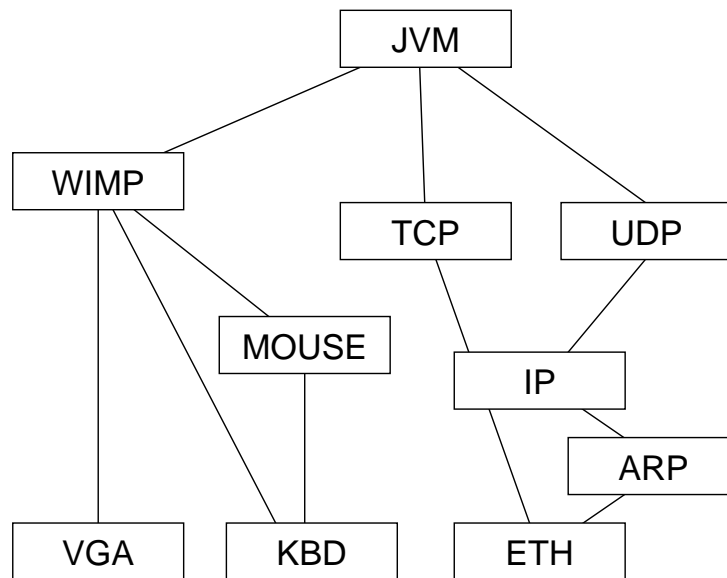 JVM
WIMP
TCP
UDP
MOUSE
IP
ARP
VGA
KBD
ETH